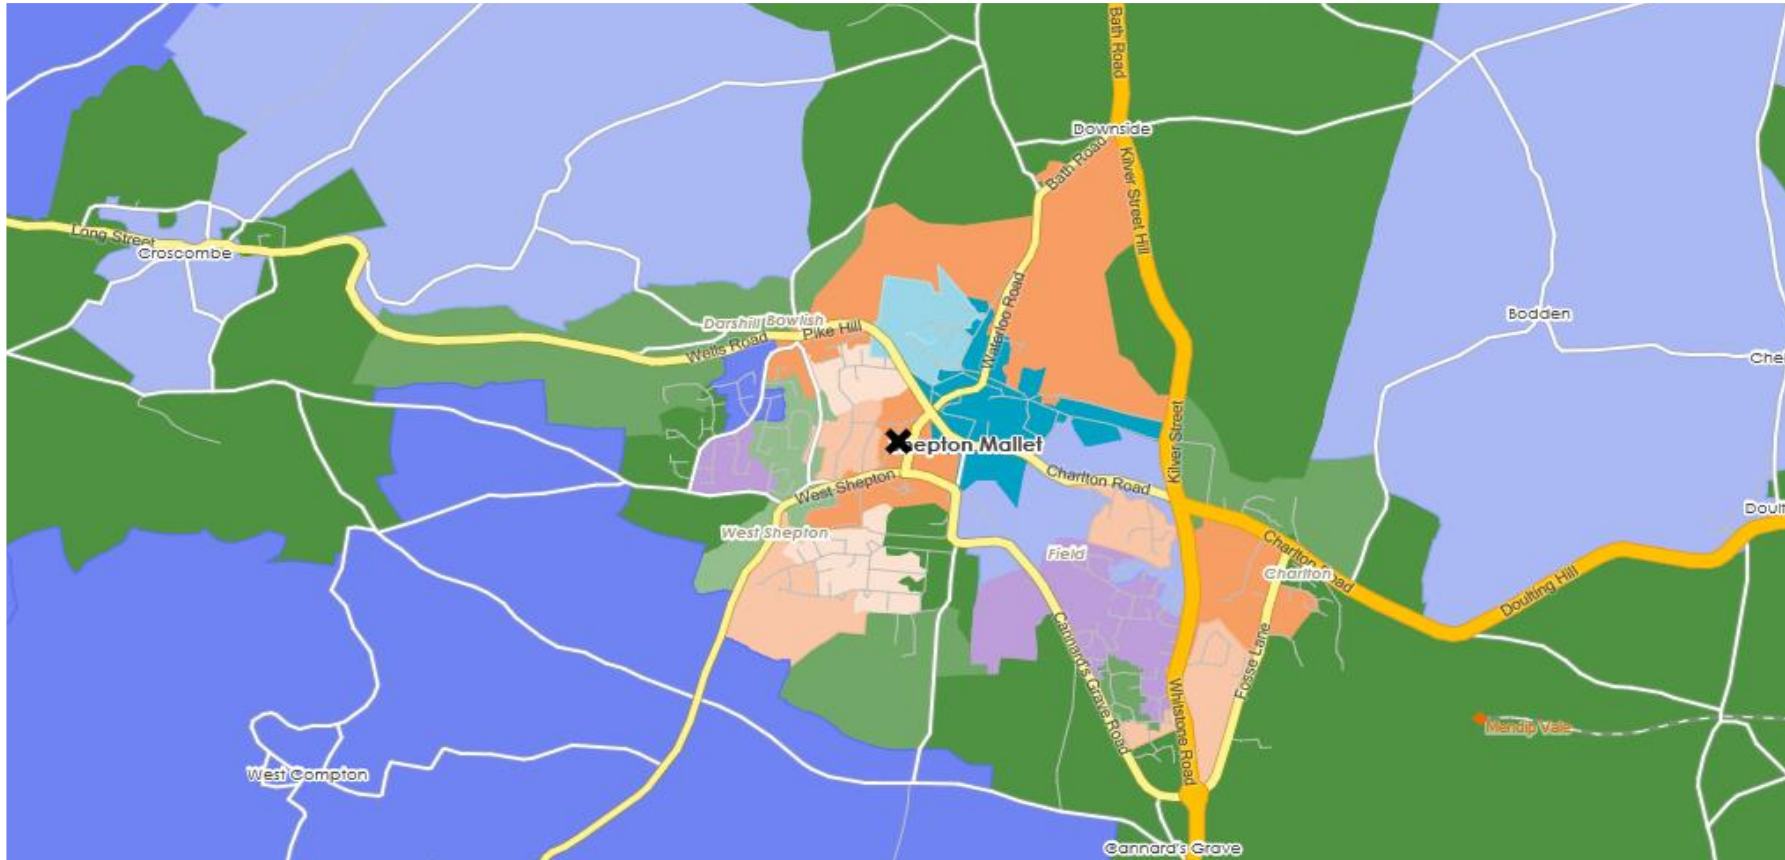 Bath Road
Downside
Bath Road
Kilver Street Hill
Long Street
Croscombe
Waterloo Road
Bodden
Darshill
Bowlish
Pike Hill
Wells Road
Kilver Street
hepton Mallet
Charlton Road
West Shepton
West Shepton
Field
Charlton Road
Charlton
Doulting Hill
Cannard's Grave Road
Fosse Lane
Whitstone Road
Mendip Vale
West Compton
Cannard's Grave